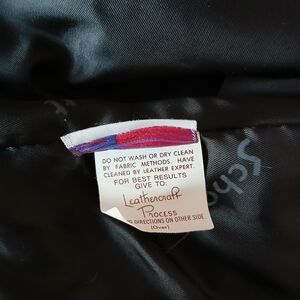 DO NOT WASH OR DRY CLEAN
BY FABRIC METHODS. HAVE
CLEANED BY LEATHER EXPERT.
FOR BEST RESULTS
GIVE TO:
Leathercraft
Process
DIRECTIONS ON OTHER SIDE
(Over)
Scho